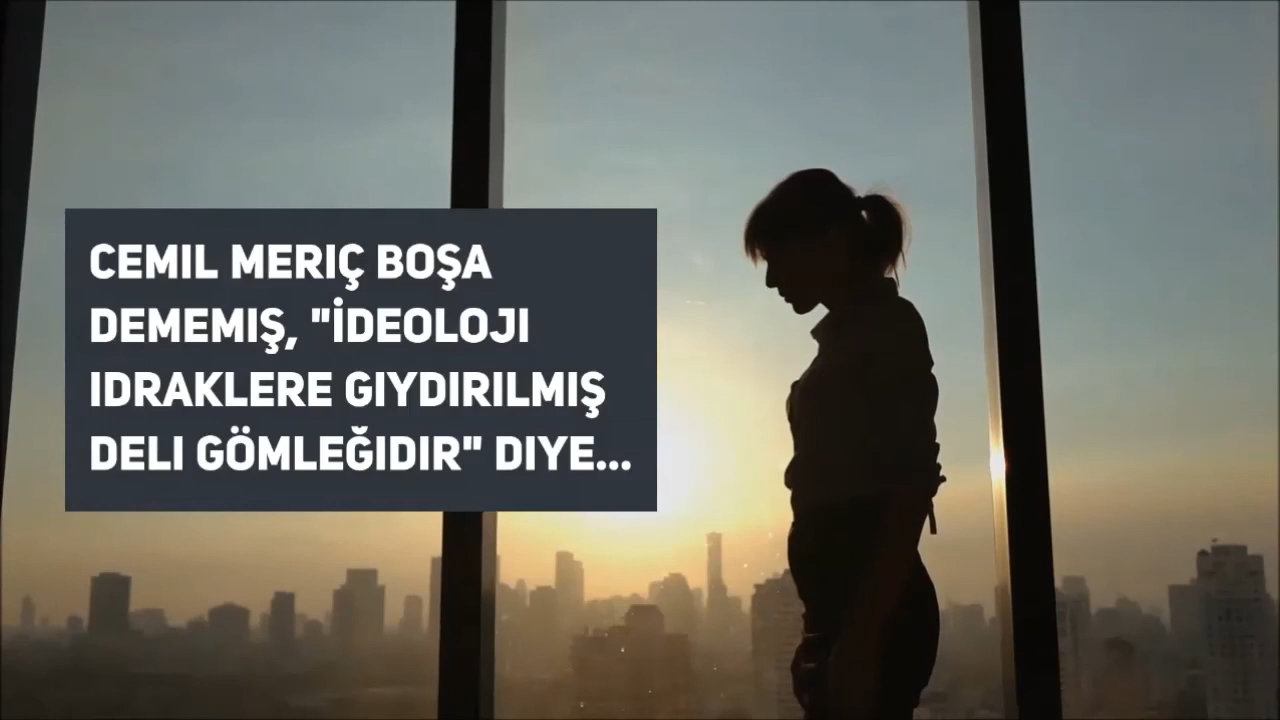 CEMIL MERIÇ BOŞA
DEMEMIŞ, "İDEOLOJI
IDRAKLERE GIYDIRILMIŞ
DELI GÖMLEĞIDIR" DIYE...